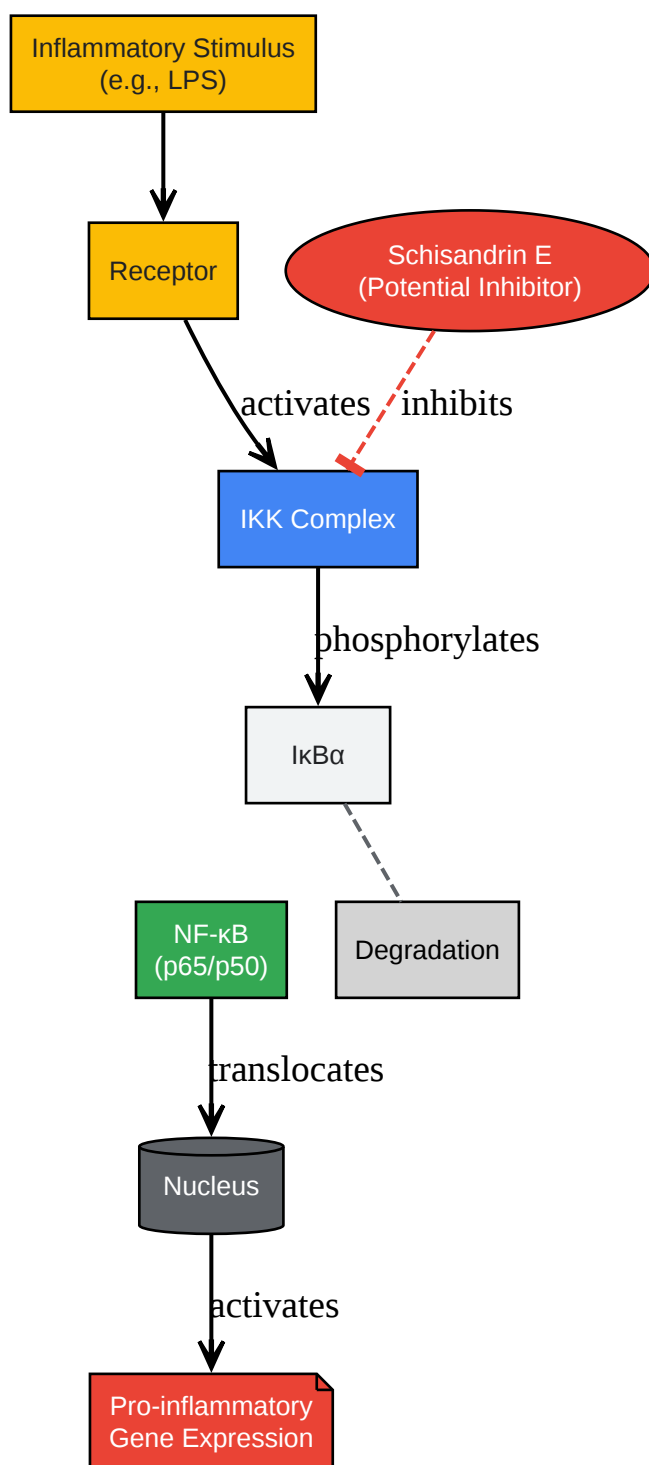 Inflammatory Stimulus
(e.g., LPS)
Receptor
Schisandrin E
(Potential Inhibitor)
activates
inhibits
IKK Complex
phosphorylates
IκBα
NF-κB
(p65/p50)
Degradation
translocates
Nucleus
activates
Pro-inflammatory
Gene Expression